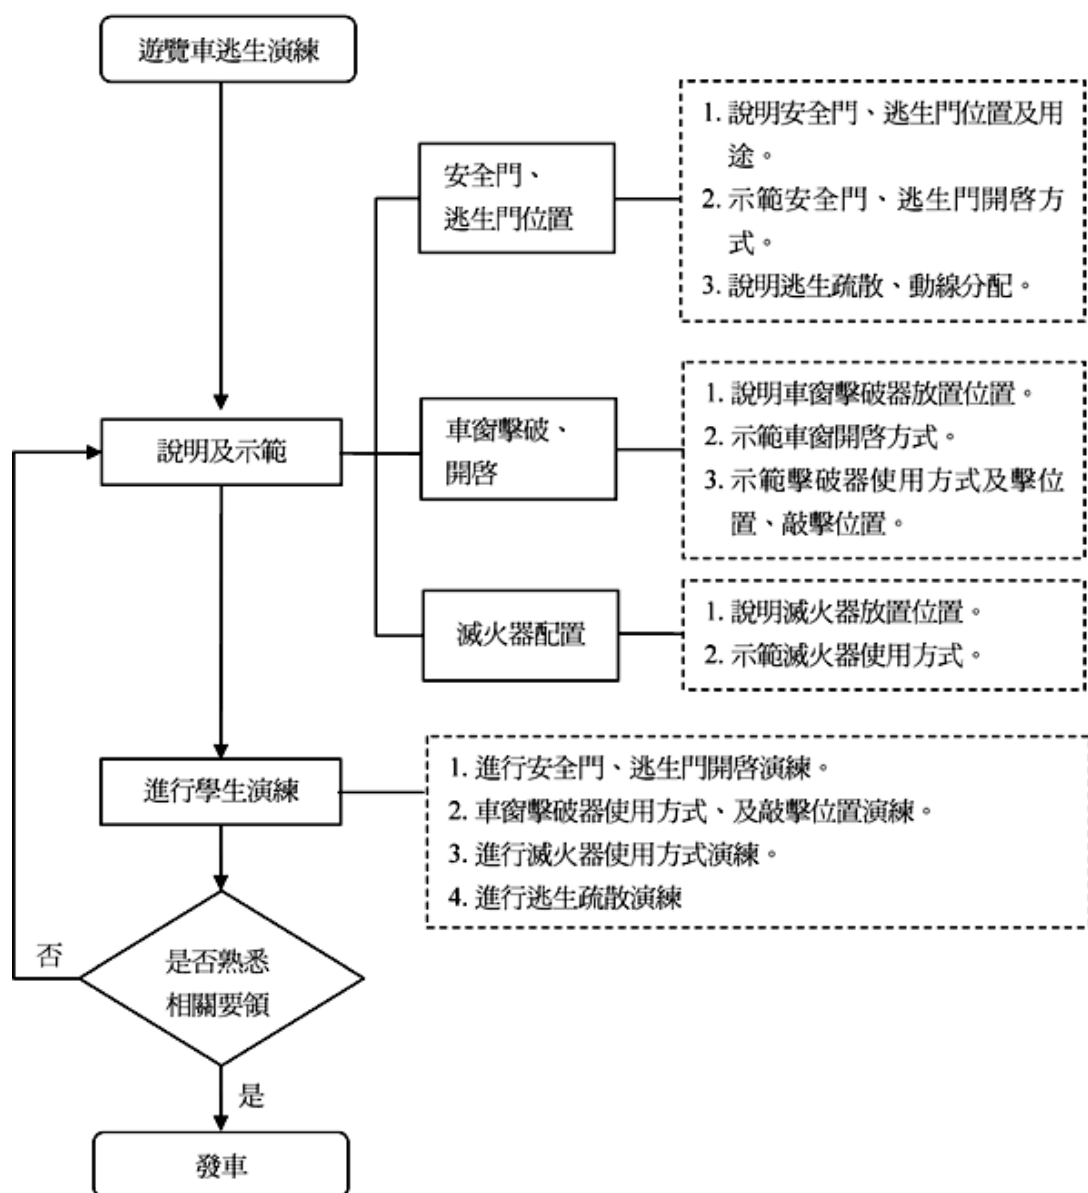 遊覽車逃生演練
安全門、
逃生門位置
1. 說明安全門、逃生門位置及用
途。
2. 示範安全門、逃生門開啓方
式。
3. 說明逃生疏散、動線分配。
說明及示範
車窗擊破、
開啓
1. 說明車窗擊破器放置位置。
2. 示範車窗開啓方式。
3. 示範擊破器使用方式及擊位
置、敲擊位置。
滅火器配置
1. 說明滅火器放置位置。
2. 示範滅火器使用方式。
進行學生演練
1. 進行安全門、逃生門開啓演練。
2. 車窗擊破器使用方式、及敲擊位置演練。
3. 進行滅火器使用方式演練。
4. 進行逃生疏散演練
否
是否熟悉
相關要領
是
發車